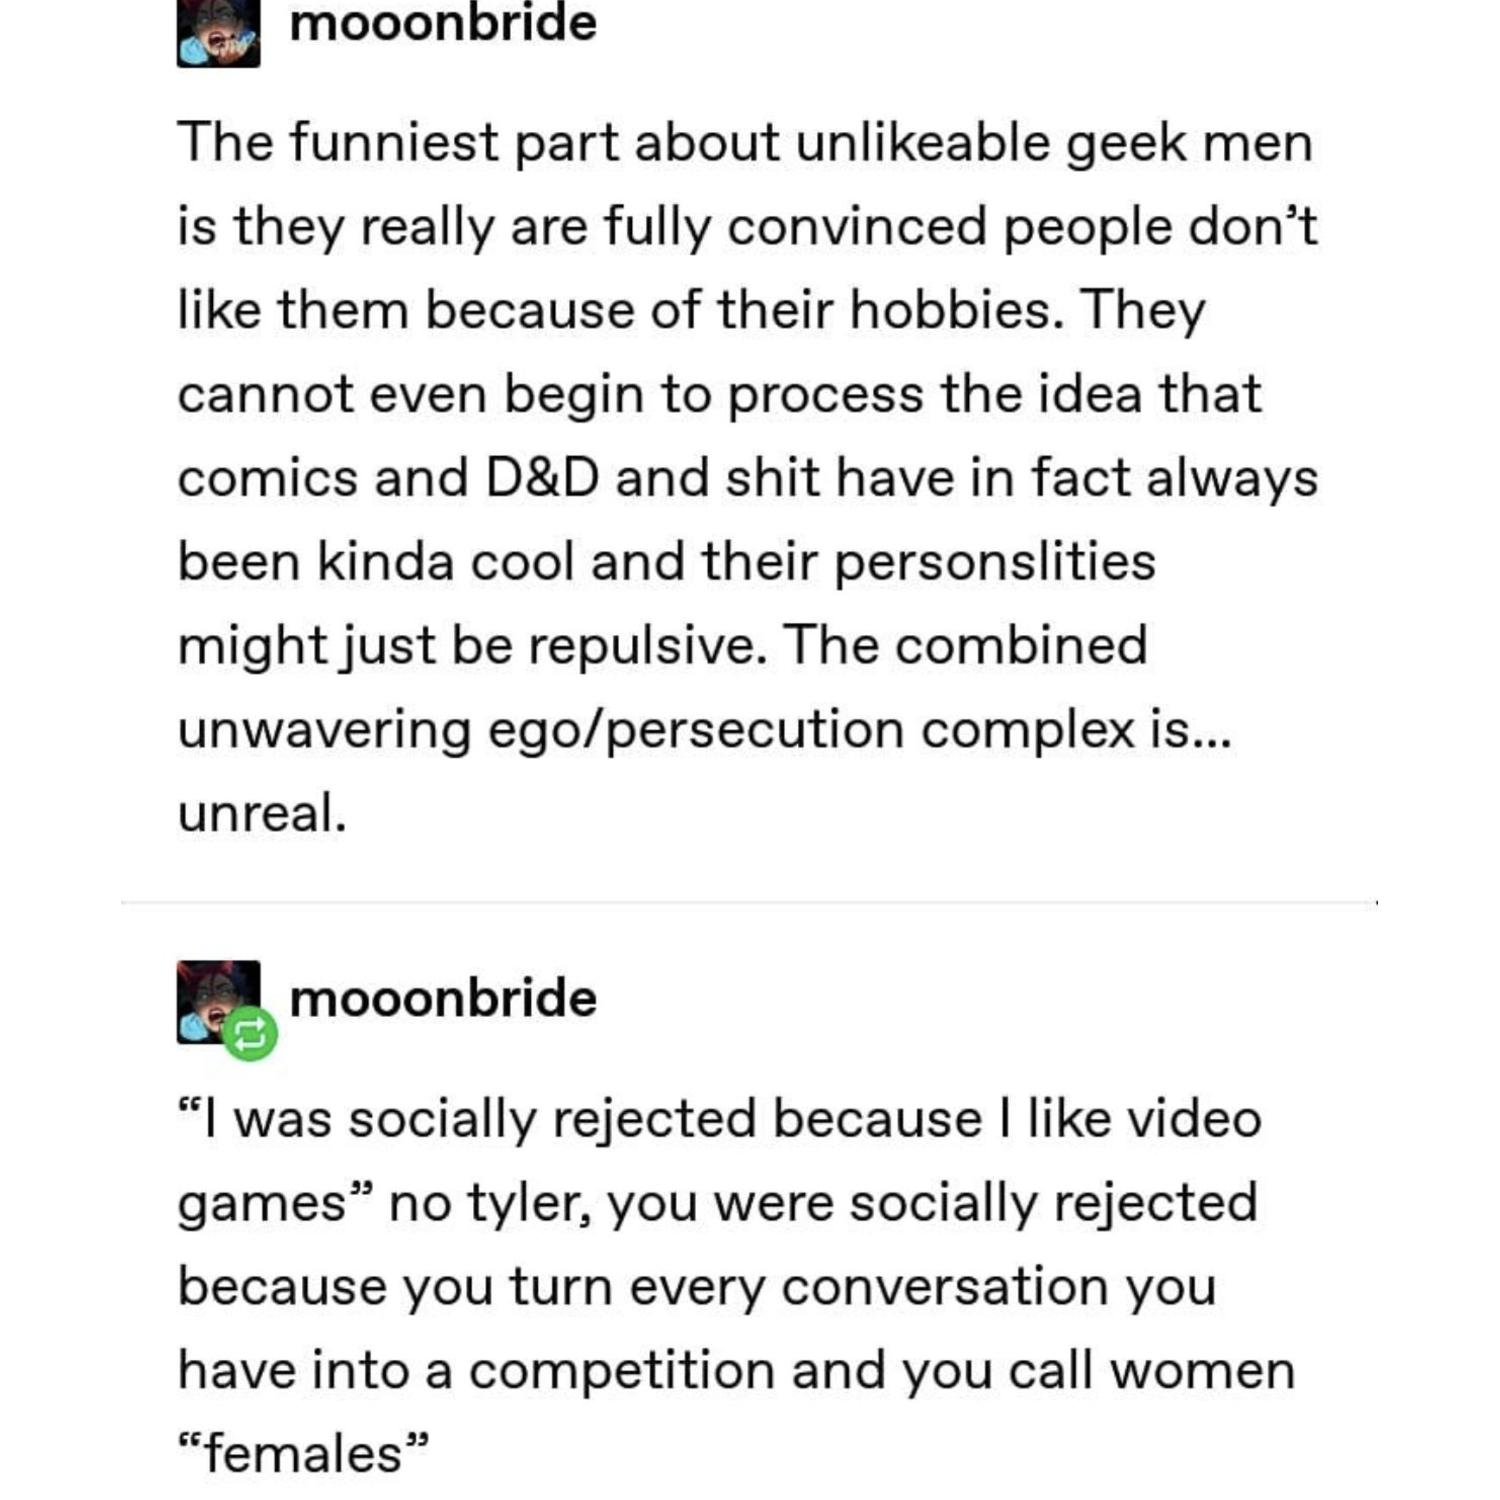 mooonbride
The funniest part about unlikeable geek men
is they really are fully convinced people don’t
like them because of their hobbies. They
cannot even begin to process the idea that
comics and D&D and shit have in fact always
been kinda cool and their personslities
might just be repulsive. The combined
unwavering ego/persecution complex is...
unreal.
mooonbride
“I was socially rejected because I like video
games” no tyler, you were socially rejected
because you turn every conversation you
have into a competition and you call women
“females”